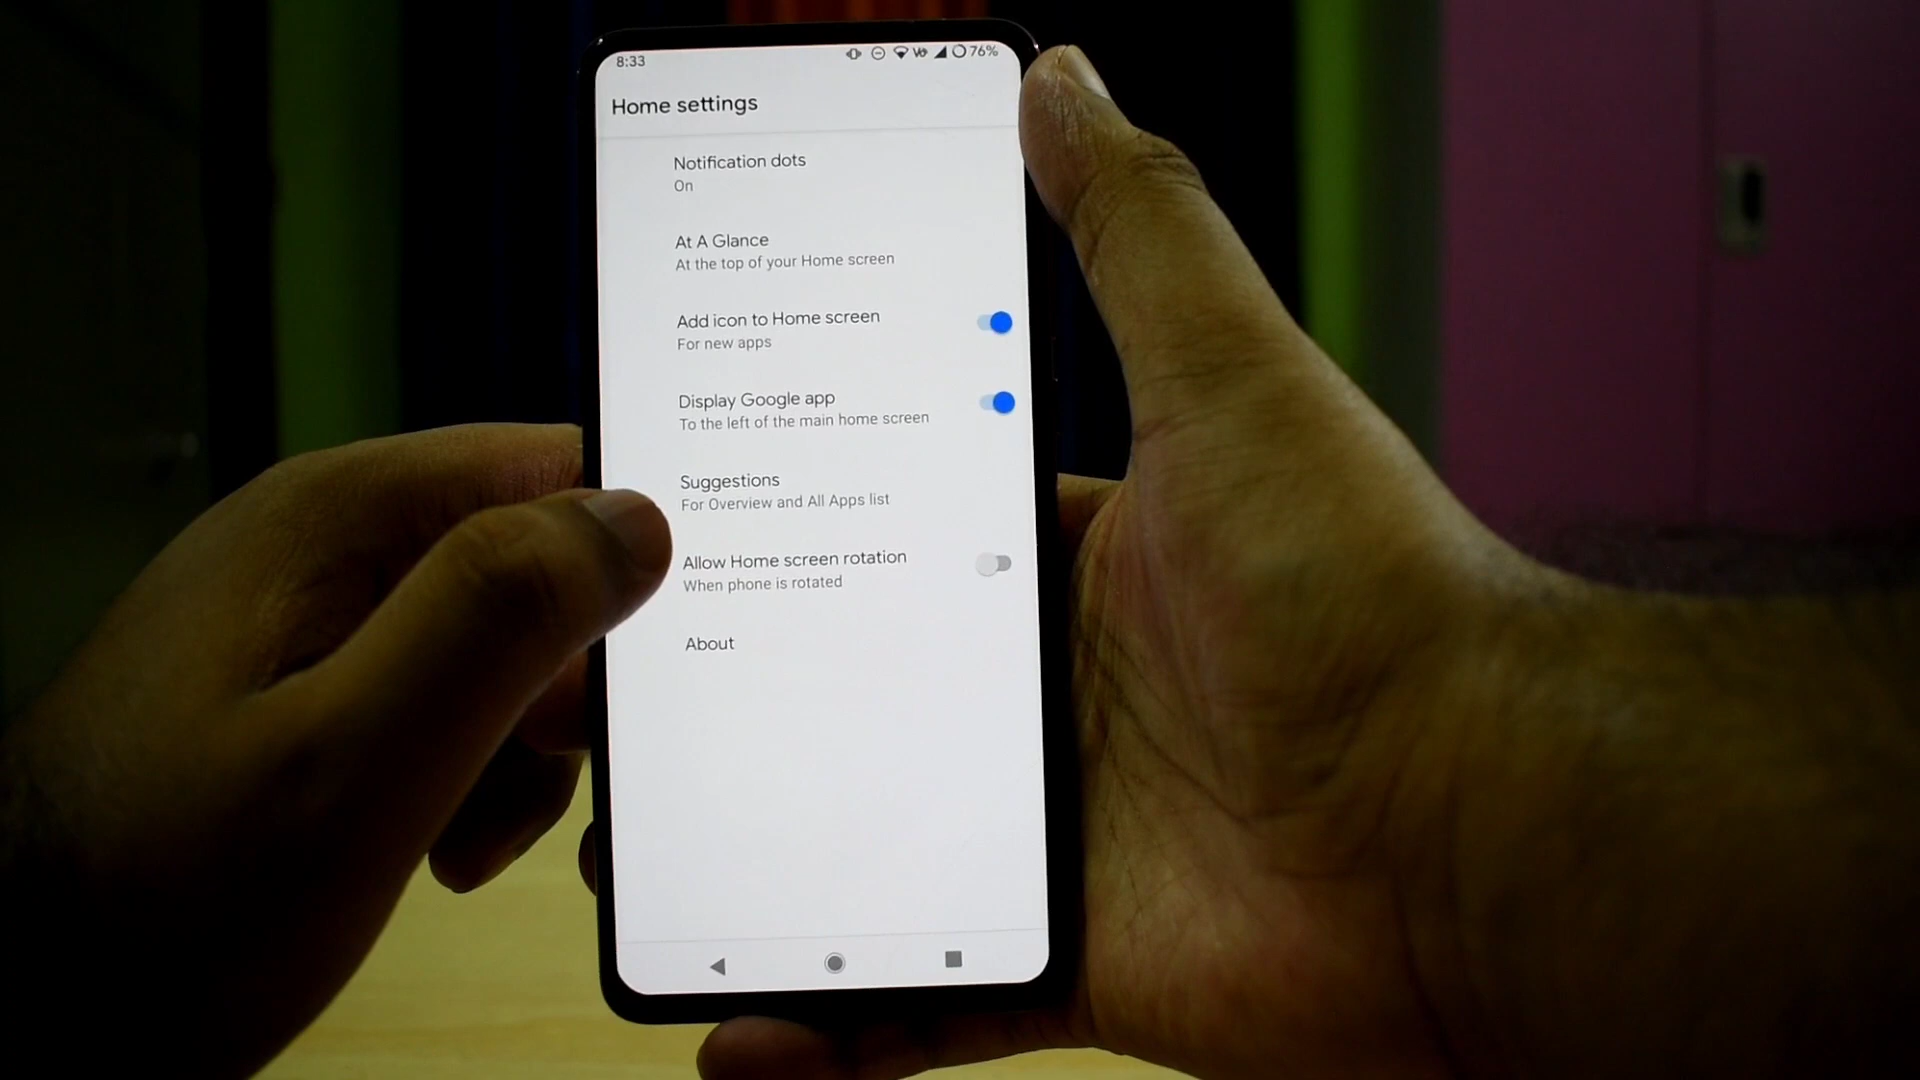 8:33
Vo 76%
Home settings
Notification dots
On
At A Glance
At the top of your Home screen
Add icon to Home screen
For new apps
Display Google app
To the left of the main home screen
Suggestions
For Overview and All Apps list
Allow Home screen rotation
When phone is rotated
About